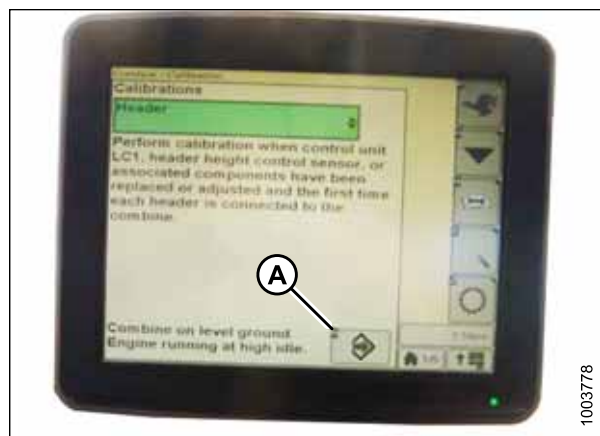 Combine - Calibration
Calibrations
Header
Perform calibration when control unit
LC1, header height control sensor, or
associated components have been
replaced or adjusted and the first time
each header is connected to the
combine.
A
Combine on level ground.
Engine running at high idle.
1003778